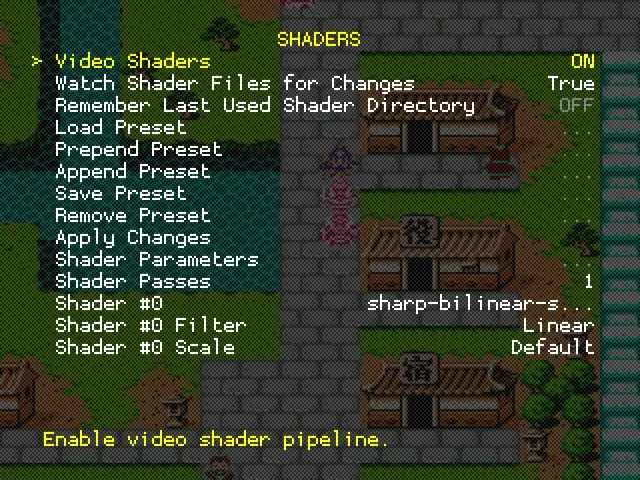 SHADERS
> Video Shaders ON
Watch Shader Files for Changes True
Remember Last Used Shader Directory OFF
Load Preset ...
Prepend Preset ...
Append Preset ...
Save Preset ...
Remove Preset ...
Apply Changes
Shader Parameters ...
Shader Passes 1
Shader #0 sharp-bilinear-s...
Shader #0 Filter Linear
Shader #0 Scale Default
役
宿
Enable video shader pipeline.